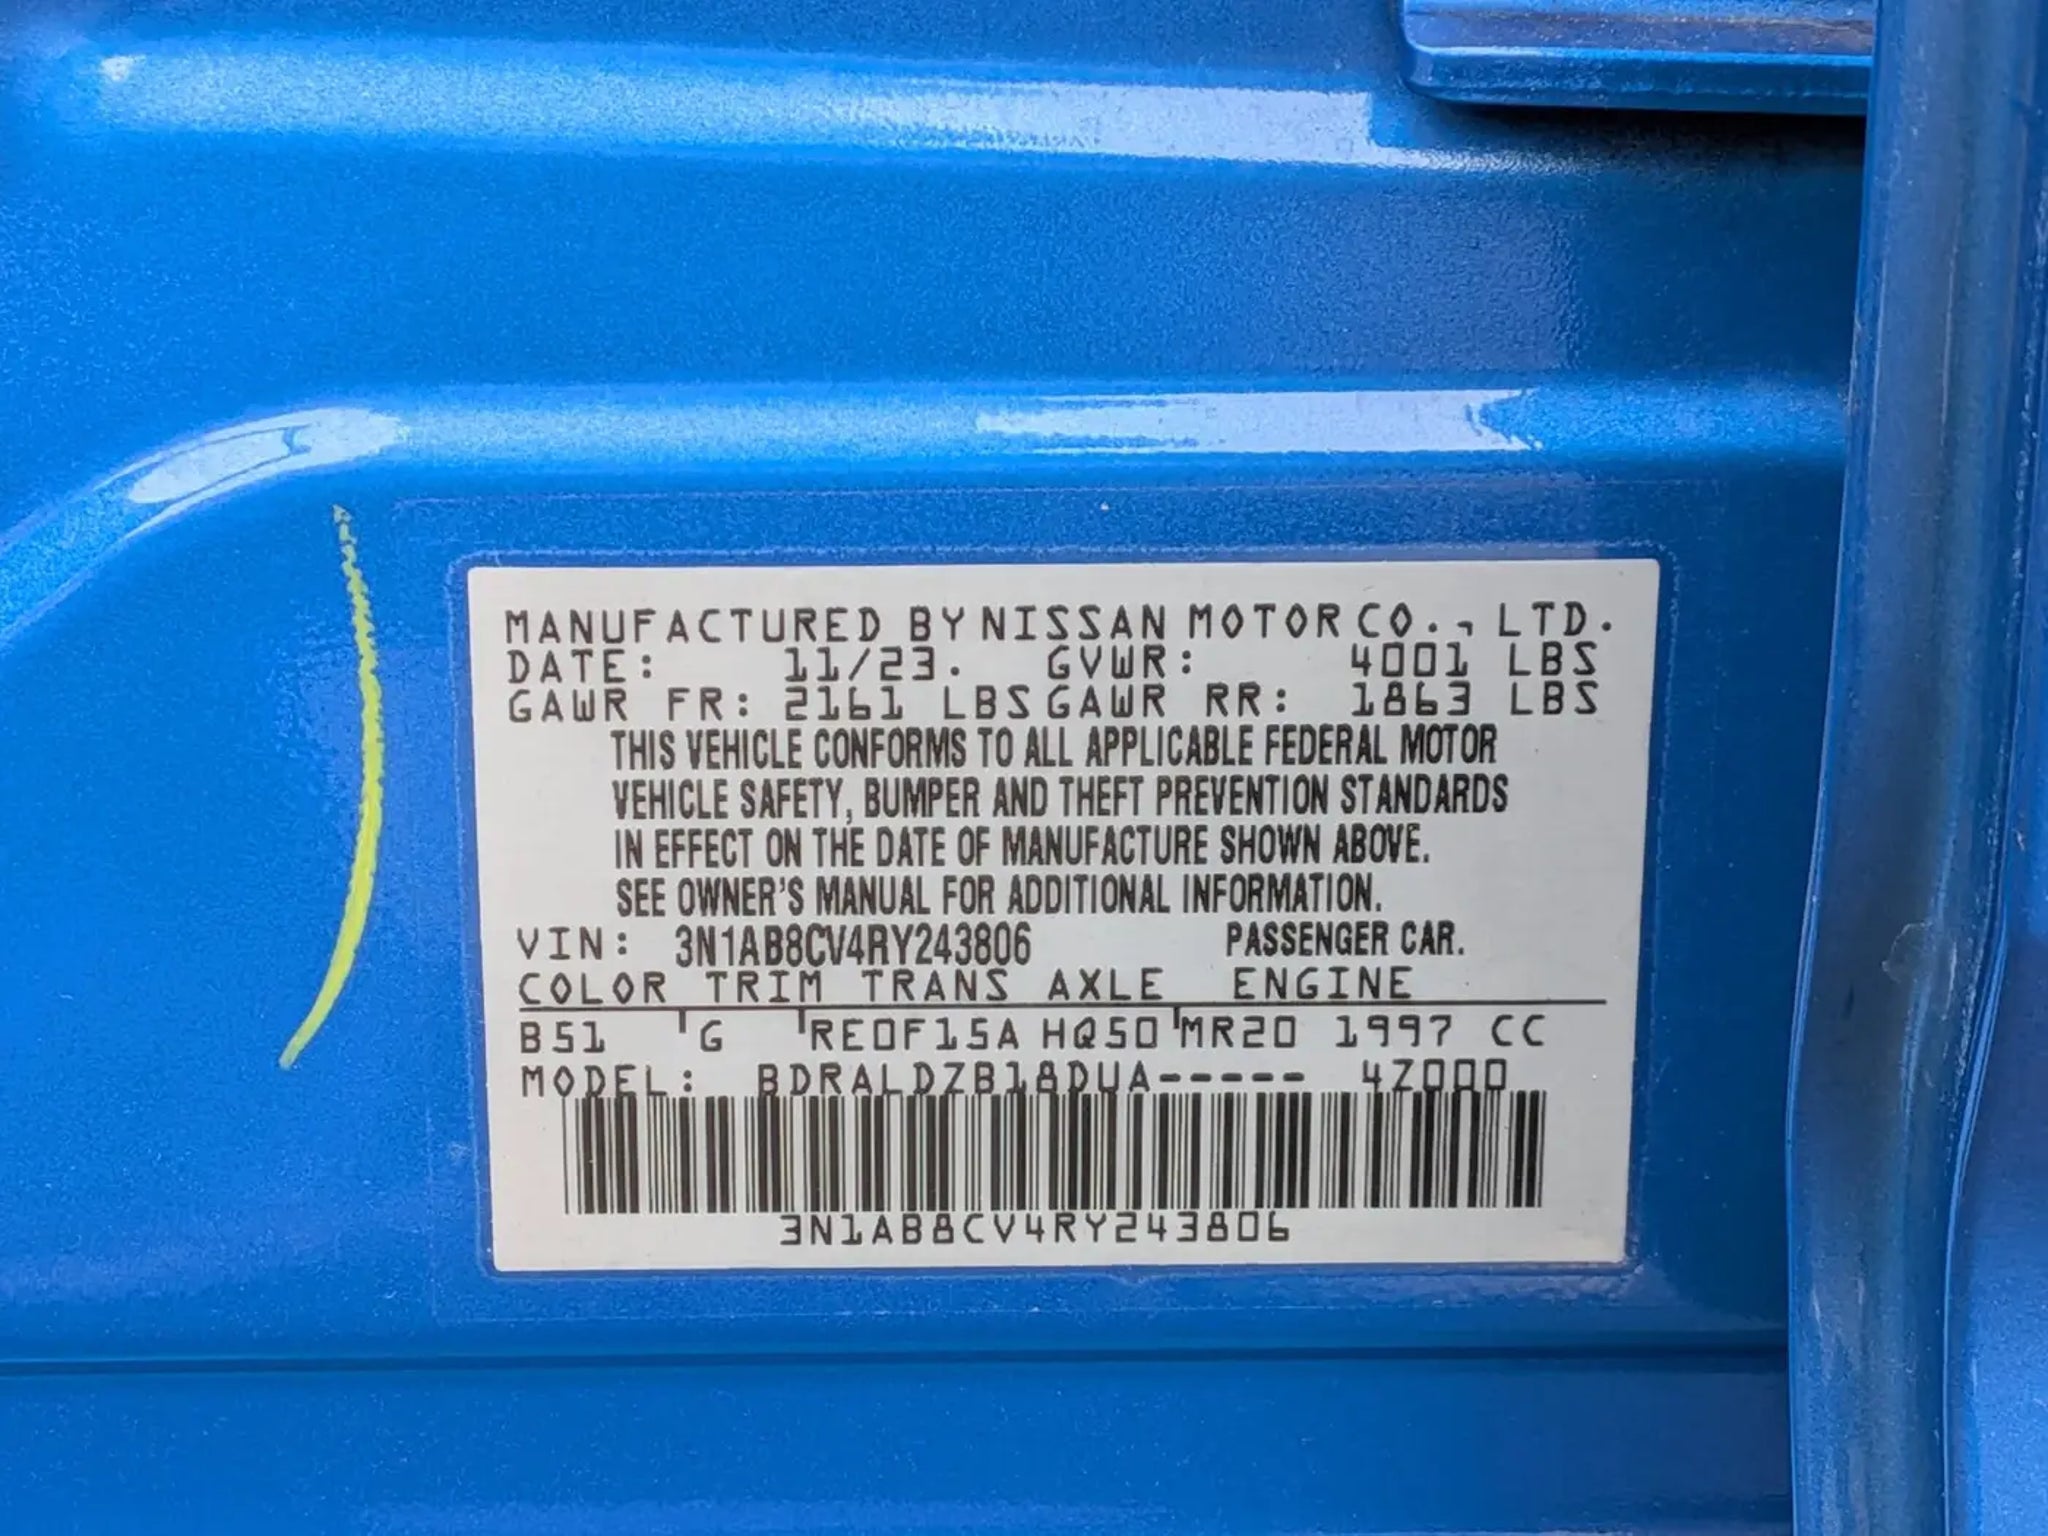 MANUFACTURED BY NISSAN MOTOR CO., LTD.
DATE: 11/23. GVWR: 4001 LBS
GAWR FR: 2161 LBS GAWR RR: 1863 LBS
THIS VEHICLE CONFORMS TO ALL APPLICABLE FEDERAL MOTOR
VEHICLE SAFETY, BUMPER AND THEFT PREVENTION STANDARDS
IN EFFECT ON THE DATE OF MANUFACTURE SHOWN ABOVE.
SEE OWNER'S MANUAL FOR ADDITIONAL INFORMATION.
VIN: 3N1AB8CV4RY243806 PASSENGER CAR.
COLOR TRIM TRANS AXLE ENGINE
B51 G RE0F15A HQ50 MR20 1997 CC
MODEL: BDRALDZB18DUA----- 4Z000
3N1AB8CV4RY243806